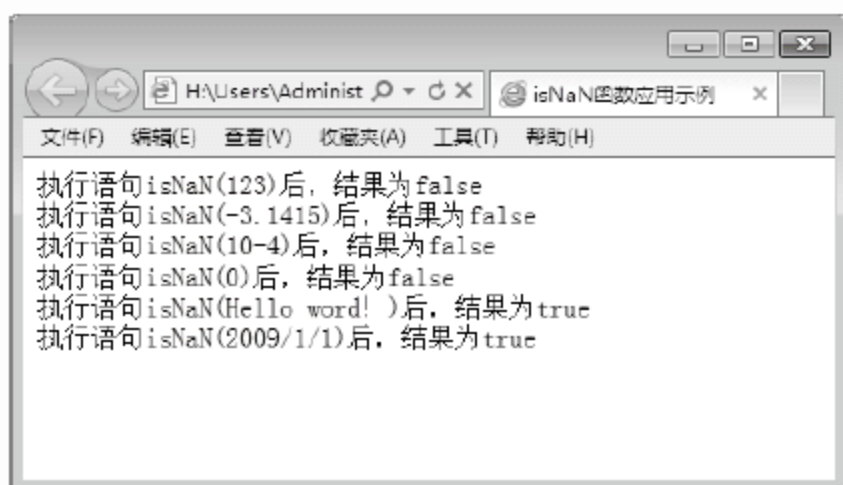 H:\Users\Administ
isNaN函数应用示例
文件(F) 编辑(E) 查看(V) 收藏夹(A) 工具(T) 帮助(H)
执行语句isNaN(123)后，结果为false
执行语句isNaN(-3.1415)后，结果为false
执行语句isNaN(10-4)后，结果为false
执行语句isNaN(0)后，结果为false
执行语句isNaN(Hello word! )后，结果为true
执行语句isNaN(2009/1/1)后，结果为true